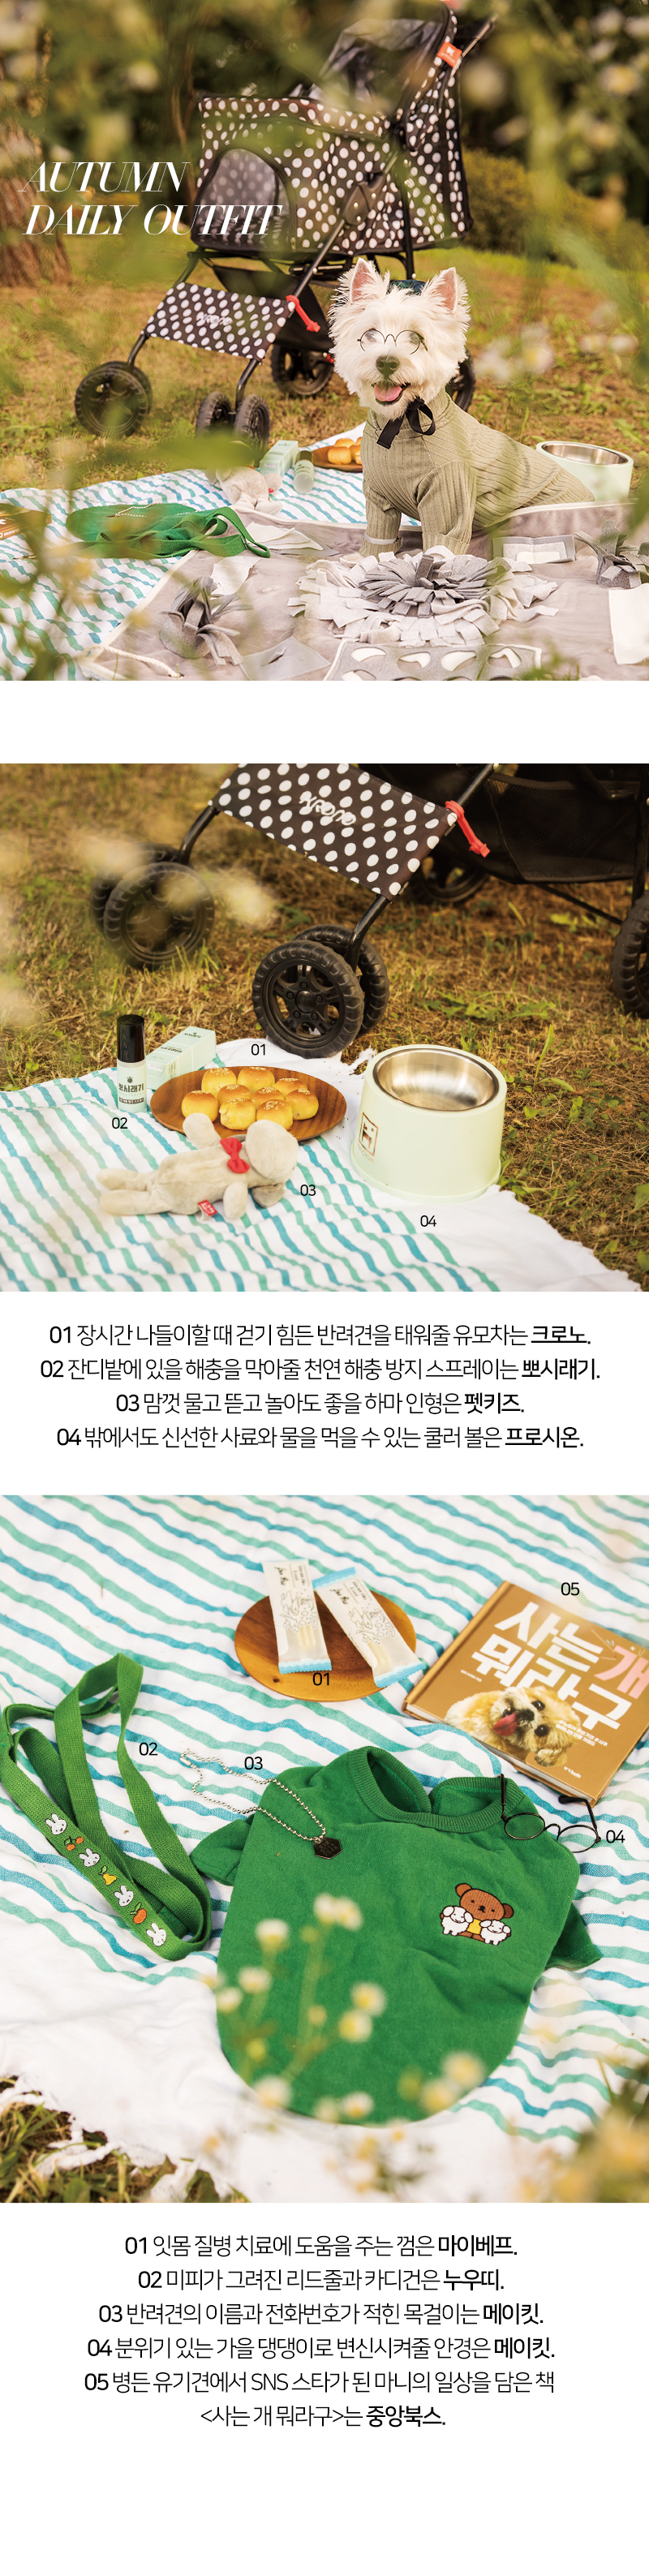 AUTUMN
DAILY OUTFIT
01
02
03
04
01 장시간 나들이할 때 걷기 힘든 반려견을 태워줄 유모차는 크로노.
02 잔디밭에 있을 해충을 막아줄 천연 해충 방지 스프레이는 뽀시래기.
03 맘껏 물고 뜯고 놀아도 좋을 하마 인형은 펫키즈.
04 밖에서도 신선한 사료와 물을 먹을 수 있는 쿨러 볼은 프로시온.
05
사는 개
뭐라구
01
02
03
04
01 잇몸 질병 치료에 도움을 주는 껌은 마이베프.
02 미피가 그려진 리드줄과 카디건은 누우띠.
03 반려견의 이름과 전화번호가 적힌 목걸이는 메이킷.
04 분위기 있는 가을 댕댕이로 변신시켜줄 안경은 메이킷.
05 병든 유기견에서 SNS 스타가 된 마니의 일상을 담은 책
<사는 개 뭐라구>는 중앙북스.